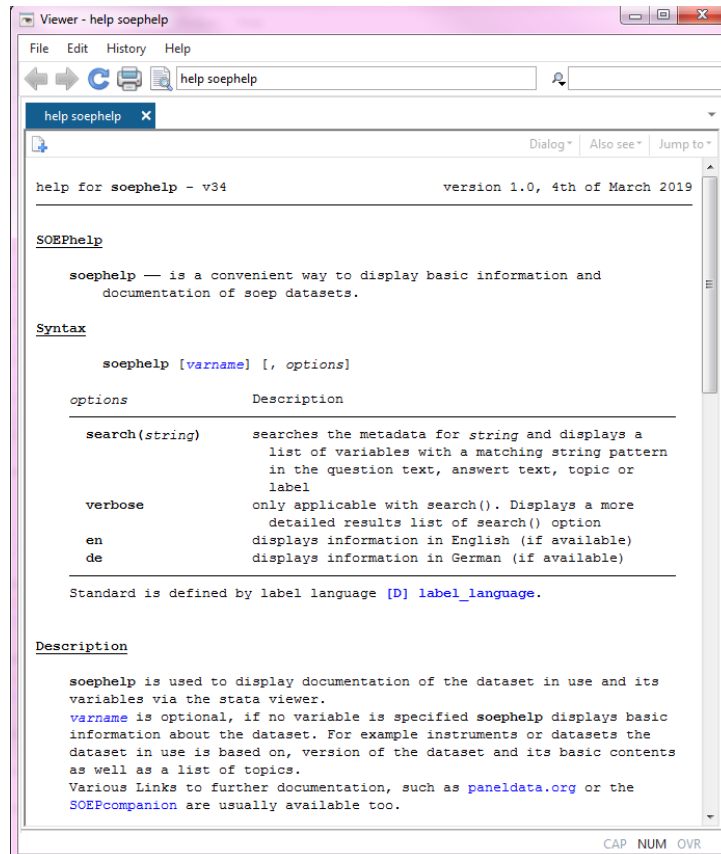 Viewer - help soephelp
File Edit History Help
help soephelp
help soephelp
Dialog Also see Jump to
help for soephelp - v34 version 1.0, 4th of March 2019
SOEPhelp
soephelp — is a convenient way to display basic information and
documentation of soep datasets.
Syntax
soephelp [varname] [, options]
options Description
search(string) searches the metadata for string and displays a
list of variables with a matching string pattern
in the question text, answert text, topic or
label
verbose only applicable with search(). Displays a more
detailed results list of search() option
en displays information in English (if available)
de displays information in German (if available)
Standard is defined by label language [D] label_language.
Description
soephelp is used to display documentation of the dataset in use and its
variables via the stata viewer.
varname is optional, if no variable is specified soephelp displays basic
information about the dataset. For example instruments or datasets the
dataset in use is based on, version of the dataset and its basic contents
as well as a list of topics.
Various Links to further documentation, such as paneldata.org or the
SOEPcompanion are usually available too.
CAP NUM OVR